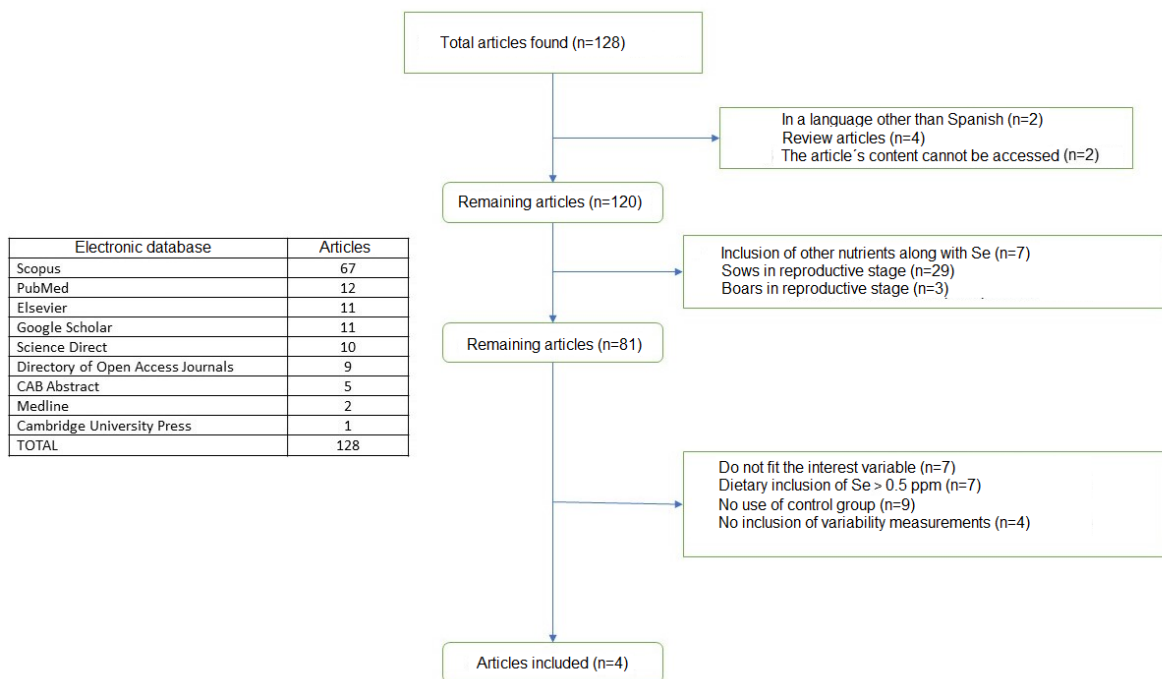 Total articles found (n=128)
In a language other than Spanish (n=2)
Review articles (n=4)
The article´s content cannot be accessed (n=2)
Remaining articles (n=120)
Electronic database Articles
Scopus 67
PubMed 12
Elsevier 11
Google Scholar 11
Science Direct 10
Directory of Open Access Journals 9
CAB Abstract 5
Medline 2
Cambridge University Press 1
TOTAL 128
Inclusion of other nutrients along with Se (n=7)
Sows in reproductive stage (n=29)
Boars in reproductive stage (n=3)
Remaining articles (n=81)
Do not fit the interest variable (n=7)
Dietary inclusion of Se > 0.5 ppm (n=7)
No use of control group (n=9)
No inclusion of variability measurements (n=4)
Articles included (n=4)